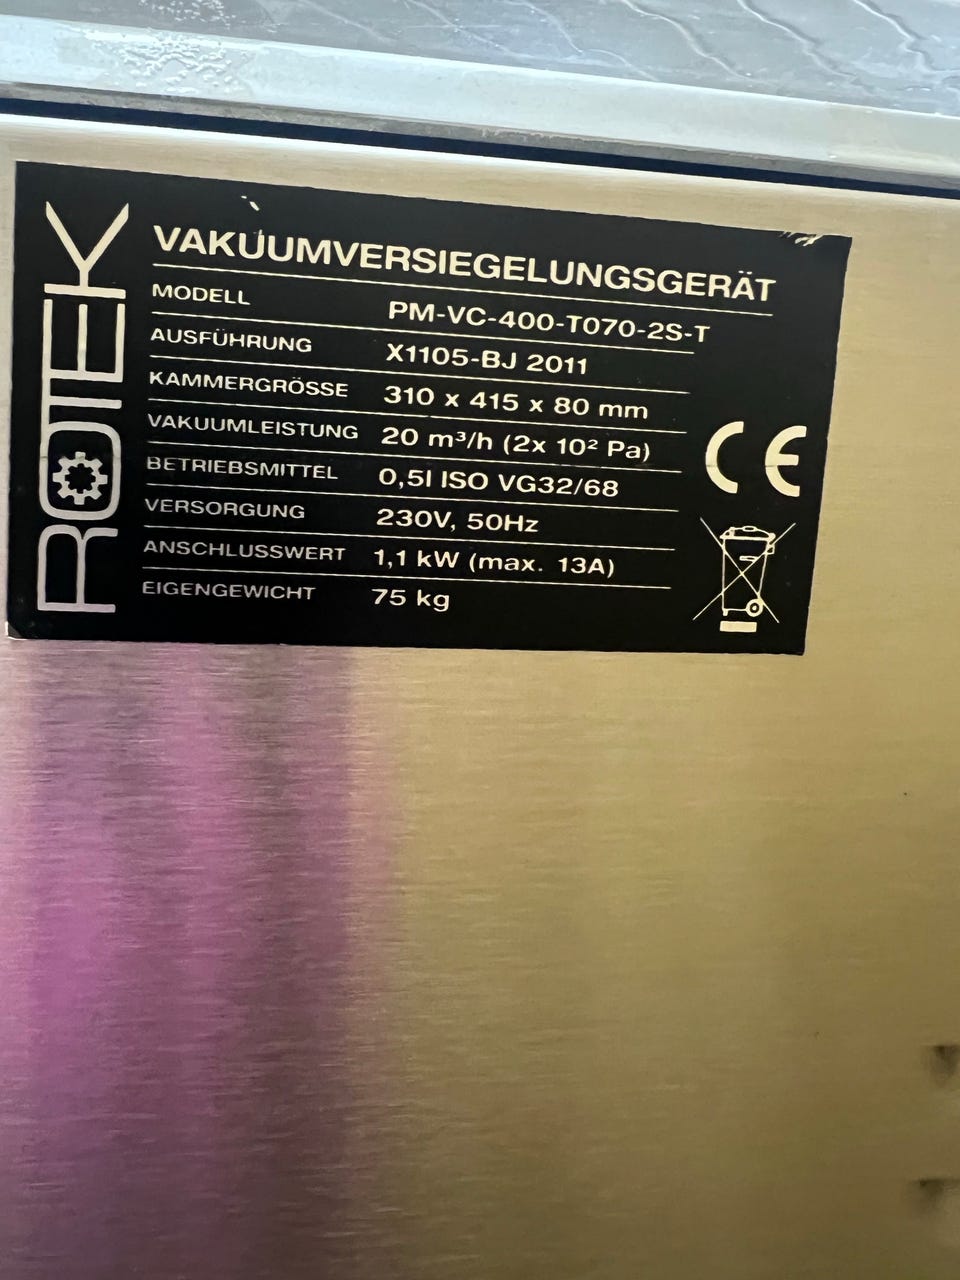 ROTEK
VAKUUMVERSIEGELUNGSGERÄT
MODELL PM-VC-400-T070-2S-T
AUSFÜHRUNG X1105-BJ 2011
KAMMERGRÖSSE 310 x 415 x 80 mm
VAKUUMLEISTUNG 20 m³/h (2x 10² Pa)
BETRIEBSMITTEL 0,5l ISO VG32/68
VERSORGUNG 230V, 50Hz
ANSCHLUSSWERT 1,1 kW (max. 13A)
EIGENGEWICHT 75 kg
CE